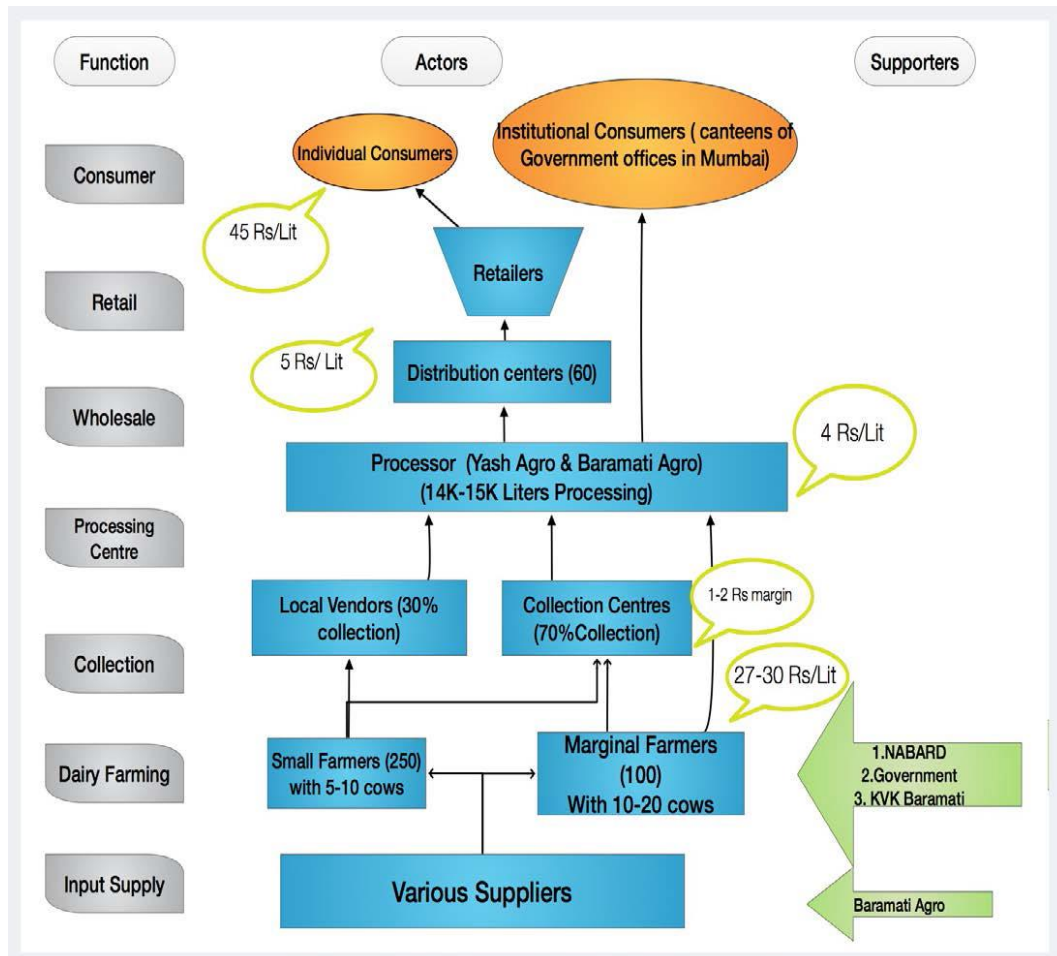 Function
Actors
Supporters
Consumer
Individual Consumers
Institutional Consumers ( canteens of
Government offices in Mumbai)
45 Rs/Lit
Retail
Retailers
5 Rs/ Lit
Distribution centers (60)
Wholesale
4 Rs/Lit
Processor (Yash Agro & Baramati Agro)
(14K-15K Liters Processing)
Processing
Centre
Local Vendors (30%
collection)
Collection Centres
(70%Collection)
1-2 Rs margin
Collection
27-30 Rs/Lit
Dairy Farming
Small Farmers (250)
with 5-10 cows
Marginal Farmers
(100)
With 10-20 cows
1.NABARD
2.Government
3. KVK Baramati
Input Supply
Various Suppliers
Baramati Agro